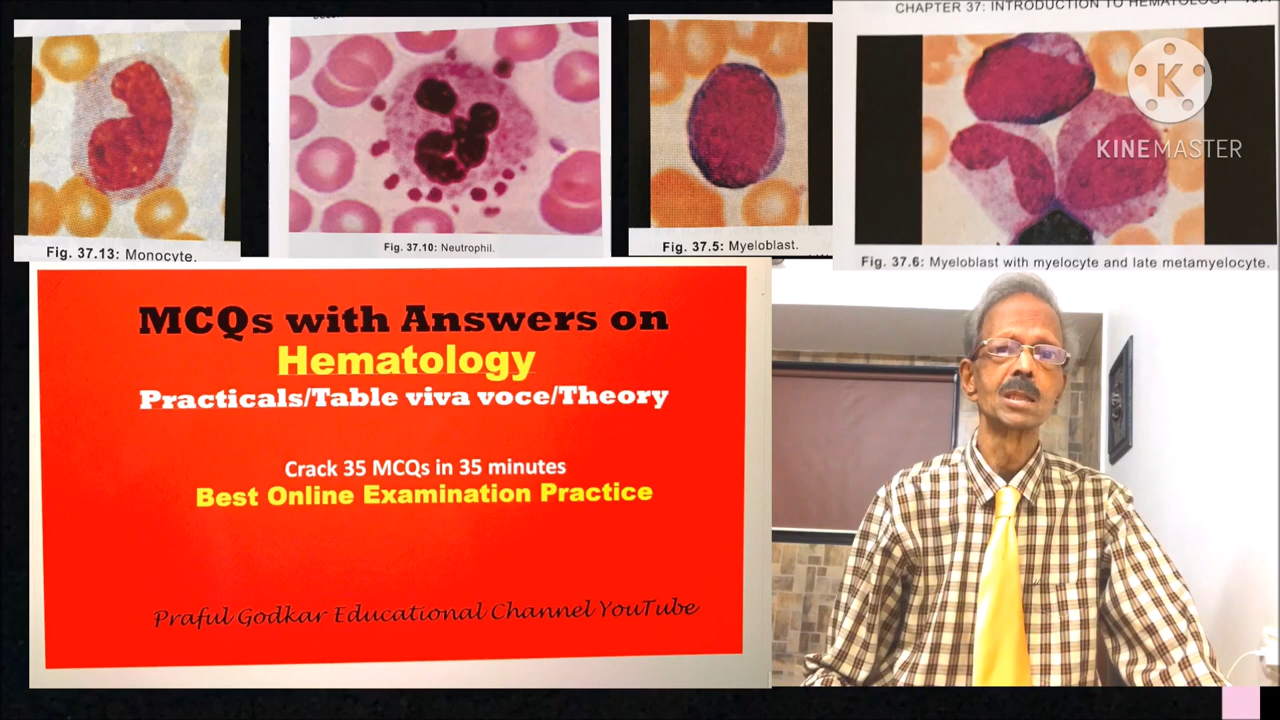 CHAPTER 37: INTRODUCTION TO HEMATOLOGY
K
KINEMASTER
Fig. 37.13: Monocyte.
Fig. 37.10: Neutrophil.
Fig. 37.5: Myeloblast.
Fig. 37.6: Myeloblast with myelocyte and late metamyelocyte.
MCQs with Answers on
Hematology
Practicals/Table viva voce/Theory
Crack 35 MCQs in 35 minutes
Best Online Examination Practice
Praful Godkar Educational Channel YouTube